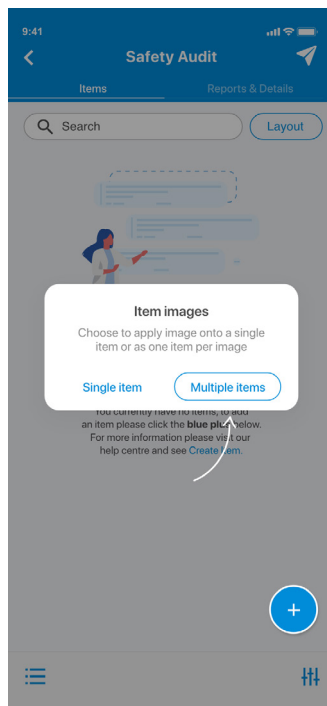 9:41
Safety Audit
Items
Reports & Details
Search
Layout
Item images
Choose to apply image onto a single
item or as one item per image
Single item
Multiple items
You currently have no items, to add
an item please click the blue plus below.
For more information please visit our
help centre and see Create Item.